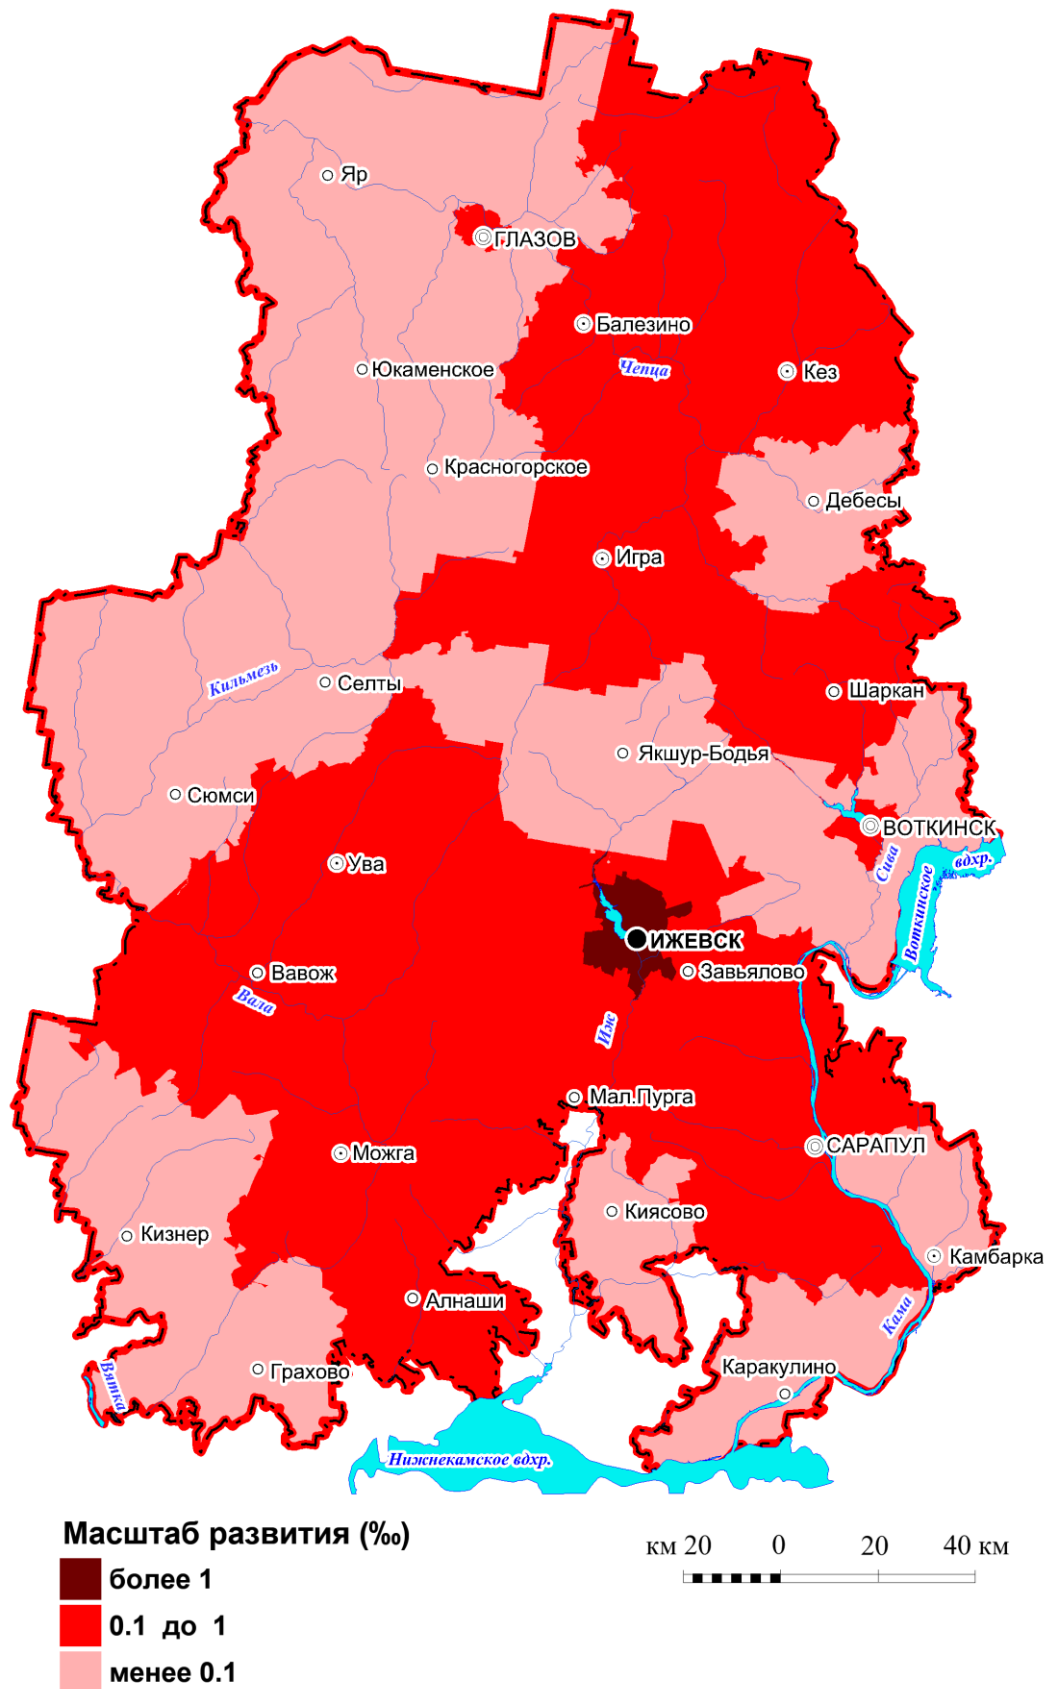 Яр
ГЛАЗОВ
Балезино
Чепца
Юкаменское
Кез
Красногорское
Дебесы
Игра
Кильмезь
Селты
Шаркан
Якшур-Бодья
Сюмси
ВОТКИНСК
Сива
Воткинское
вдхр.
Ува
ИЖЕВСК
Завьялово
Вавож
Вала
Иж
Мал.Пурга
Можга
САРАПУЛ
Киясово
Кизнер
Камбарка
Алнаши
Кама
Каракулино
Грахово
Вятка
Нижнекамское вдхр.
Масштаб развития (‰)
более 1
0.1 до 1
менее 0.1
км 20 0 20 40 км